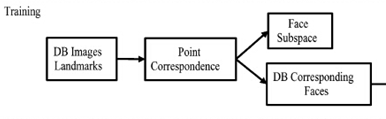 Training
Face
Subspace
DB Images
Landmarks
Point
Correspondence
DB Corresponding
Faces